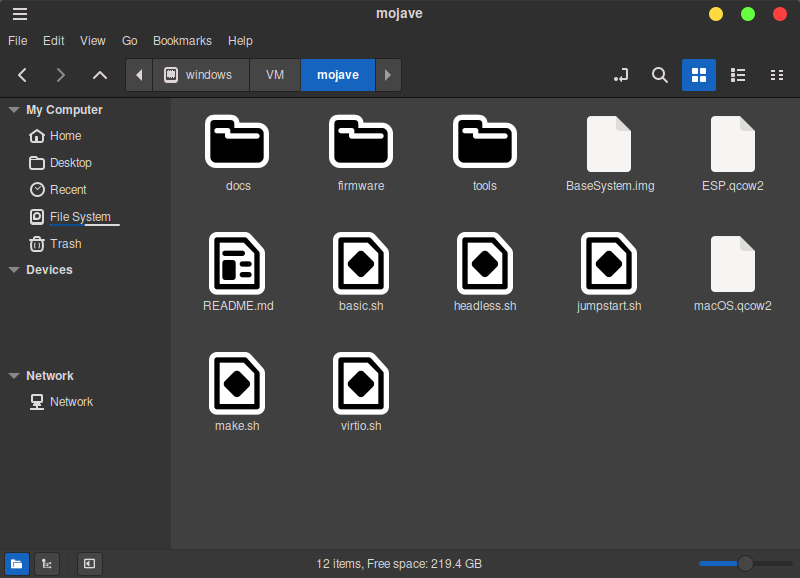 mojave
File Edit View Go Bookmarks Help
windows VM mojave
My Computer
Home
Desktop
Recent
File System
Trash
Devices
Network
Network
docs firmware tools BaseSystem.img ESP.qcow2
README.md basic.sh headless.sh jumpstart.sh macOS.qcow2
make.sh virtio.sh
12 items, Free space: 219.4 GB